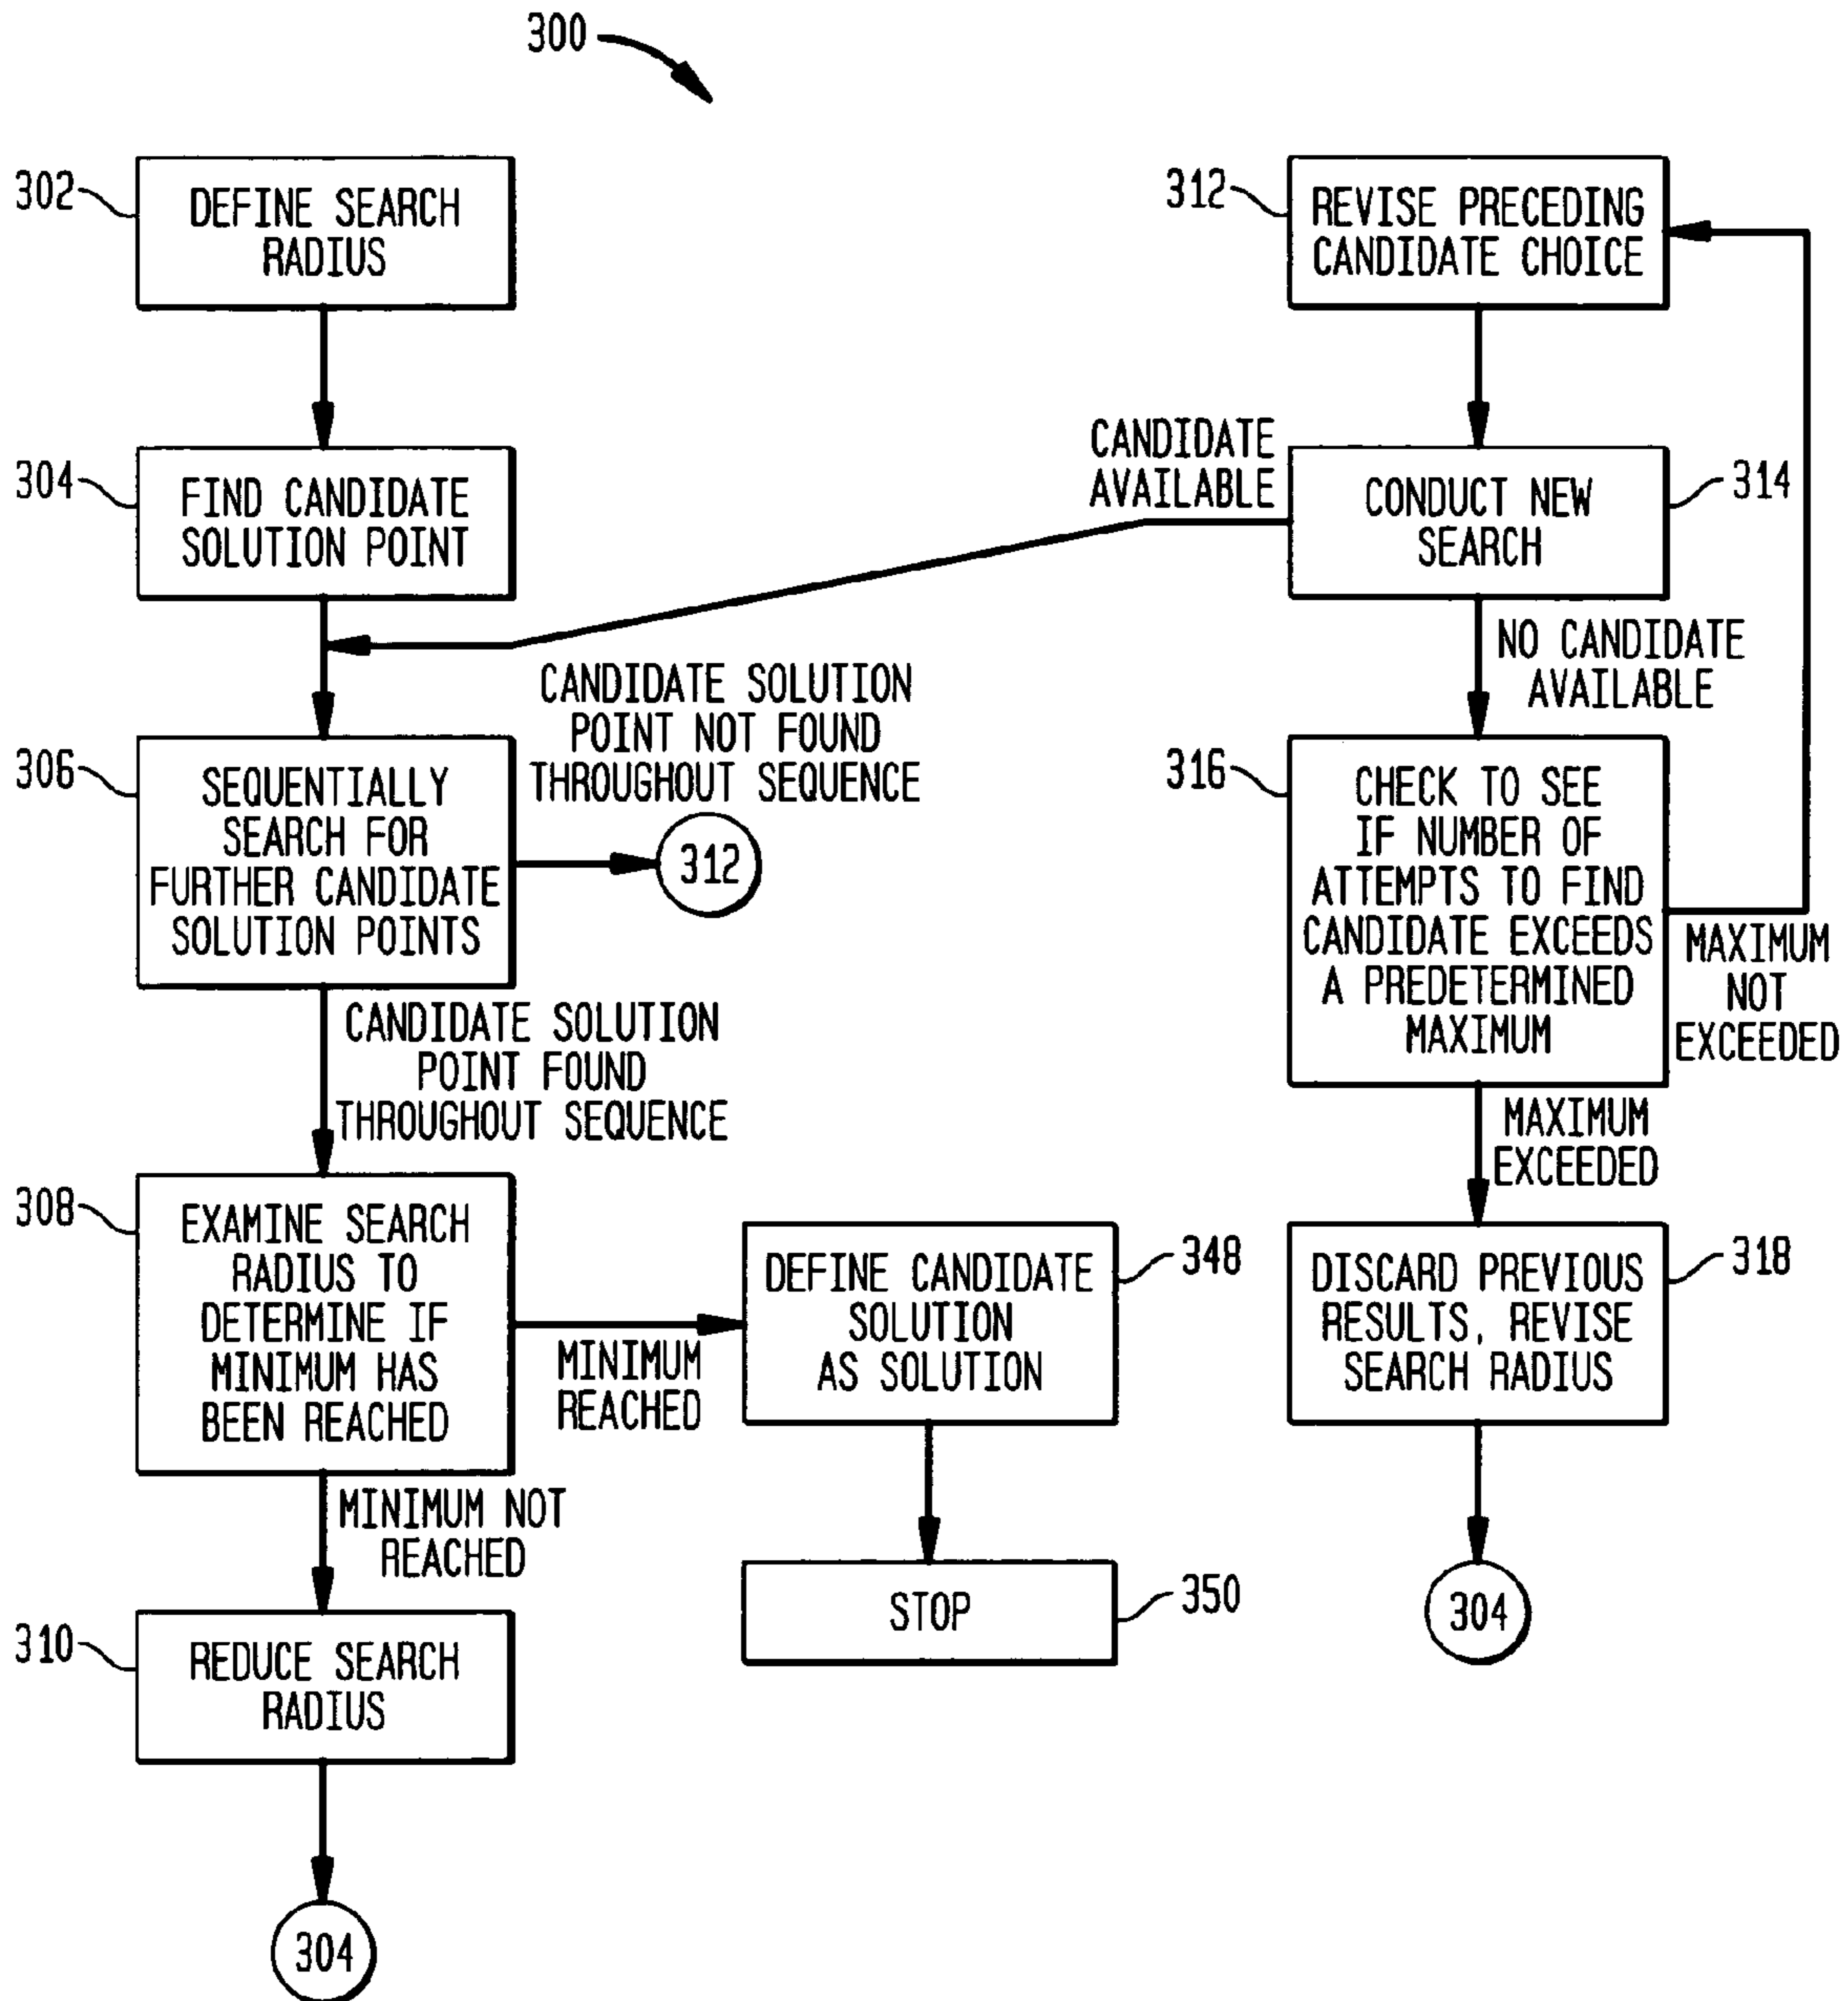 300
302
DEFINE SEARCH
RADIUS
304
FIND CANDIDATE
SOLUTION POINT
306
SEQUENTIALLY
SEARCH FOR
FURTHER CANDIDATE
SOLUTION POINTS
CANDIDATE SOLUTION
POINT NOT FOUND
THROUGHOUT SEQUENCE
312
CANDIDATE SOLUTION
POINT FOUND
THROUGHOUT SEQUENCE
308
EXAMINE SEARCH
RADIUS TO
DETERMINE IF
MINIMUM HAS
BEEN REACHED
MINIMUM
REACHED
MINIMUM NOT
REACHED
310
REDUCE SEARCH
RADIUS
304
DEFINE CANDIDATE
SOLUTION
AS SOLUTION
348
STOP
350
312
REVISE PRECEDING
CANDIDATE CHOICE
CANDIDATE
AVAILABLE
CONDUCT NEW
SEARCH
314
NO CANDIDATE
AVAILABLE
316
CHECK TO SEE
IF NUMBER OF
ATTEMPTS TO FIND
CANDIDATE EXCEEDS
A PREDETERMINED
MAXIMUM
MAXIMUM
NOT
EXCEEDED
MAXIMUM
EXCEEDED
DISCARD PREVIOUS
RESULTS, REVISE
SEARCH RADIUS
318
304